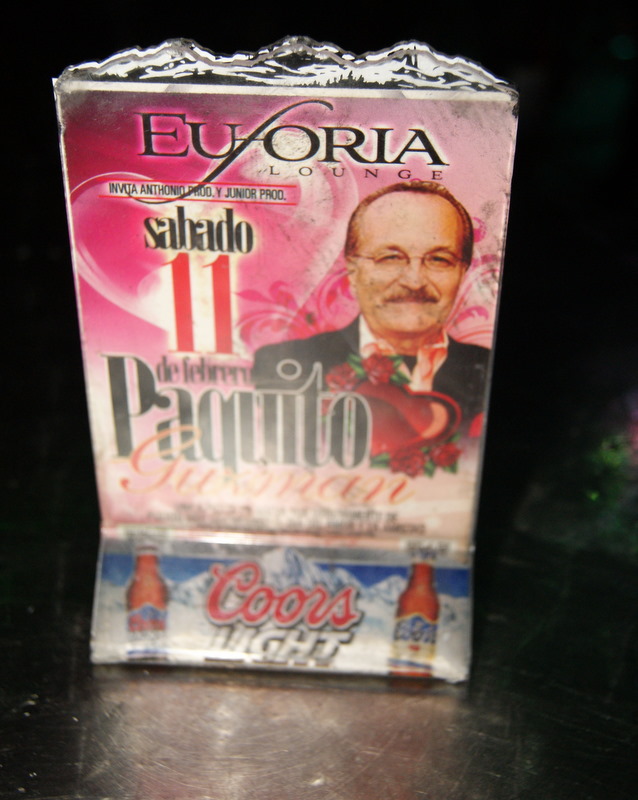 EUfORIA
LOUNGE
INVITA ANTHONIO PROD. Y JUNIOR PROD.
sabado
11
de febrero
Paquito
Guzman
Coors
LIGHT